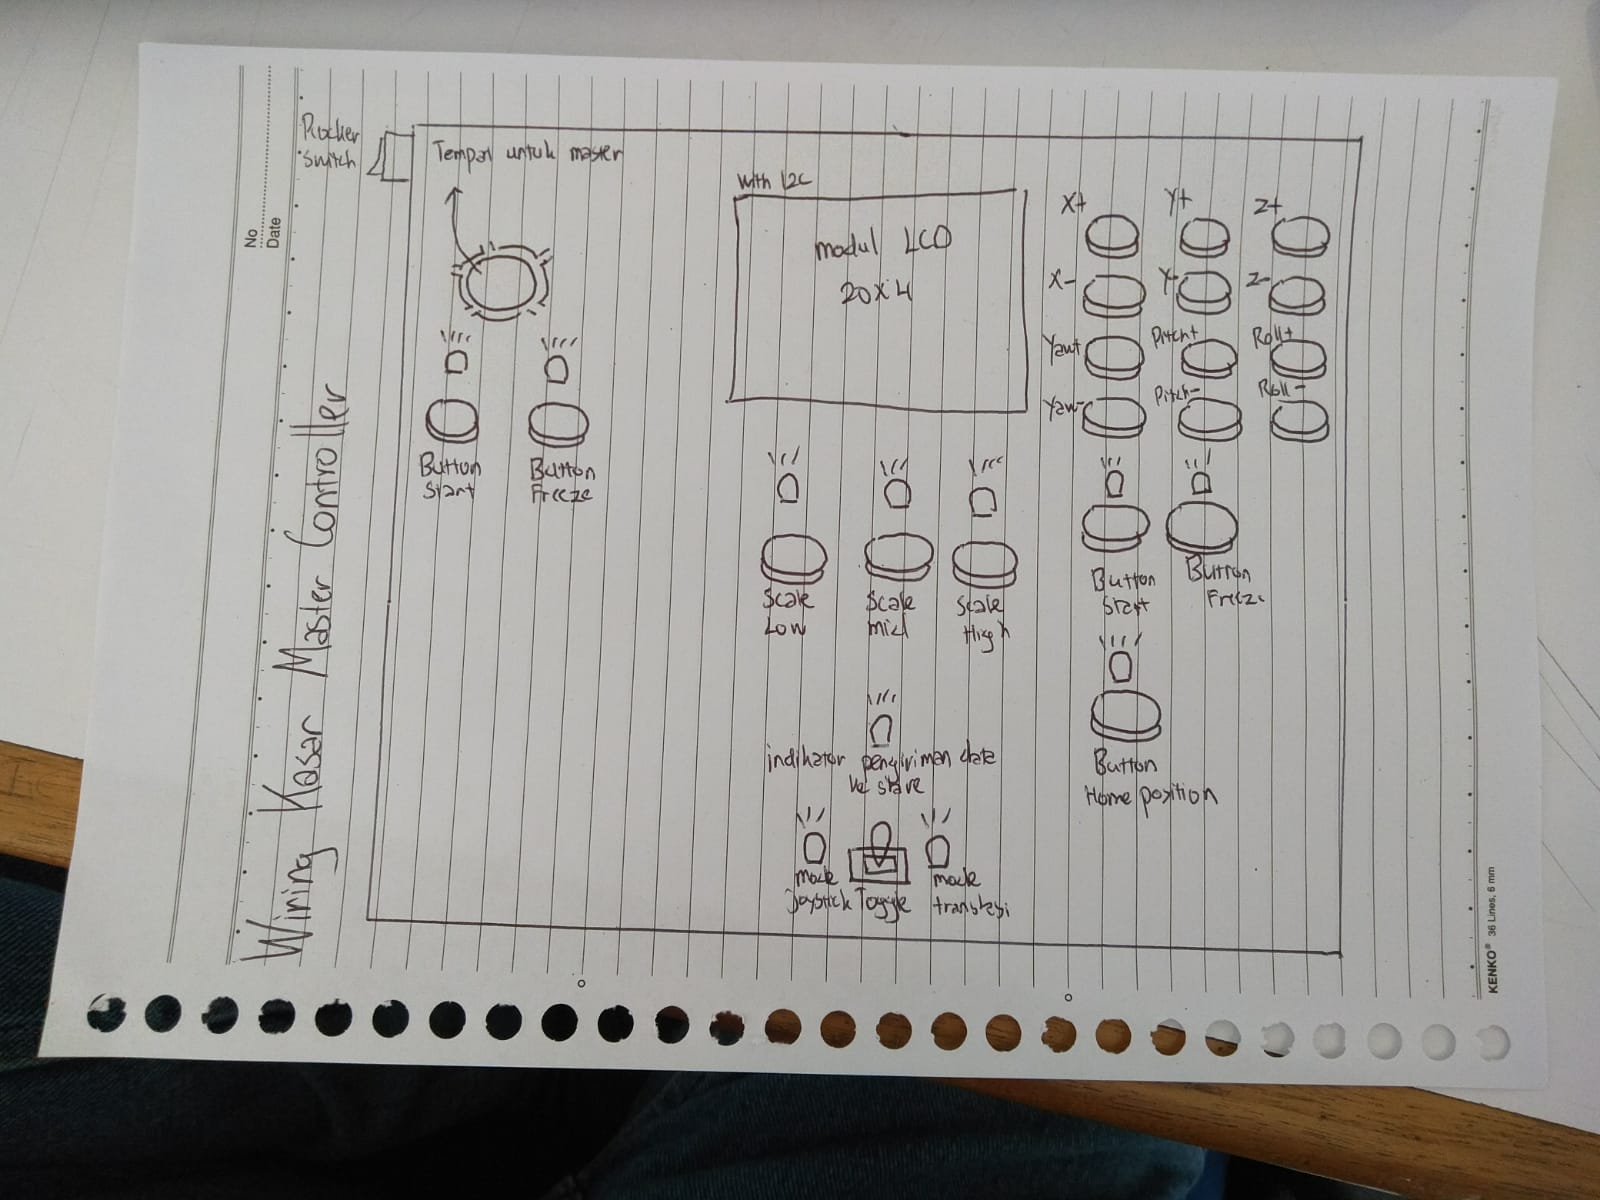 No
Date
Wiring Kasar Master Controller
Rocker
Switch
Tempat untuk master
Button
Start
Button
Freeze
With I2C
modul LCD
20x4
X+
Y+
Z+
X-
Y-
Z-
Yaw+
Pitch+
Roll+
Yaw-
Pitch-
Roll-
Scale
Low
Scale
mid
Scale
High
Button
Start
Button
Freeze
indikator pengiriman data
ke slave
Button
Home position
mode
joystick
Toggle
mode
translasi
KENKO® 36 Lines, 6 mm